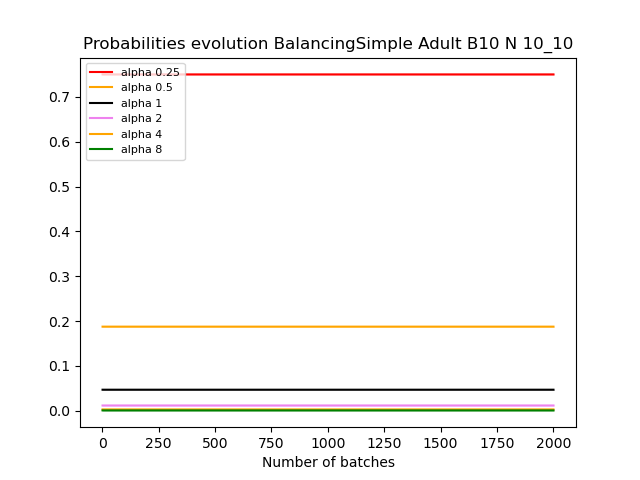 Probabilities evolution BalancingSimple Adult B10 N 10_10
alpha 0.25
alpha 0.5
alpha 1
alpha 2
alpha 4
alpha 8
0.7
0.6
0.5
0.4
0.3
0.2
0.1
0.0
0 250 500 750 1000 1250 1500 1750 2000
Number of batches